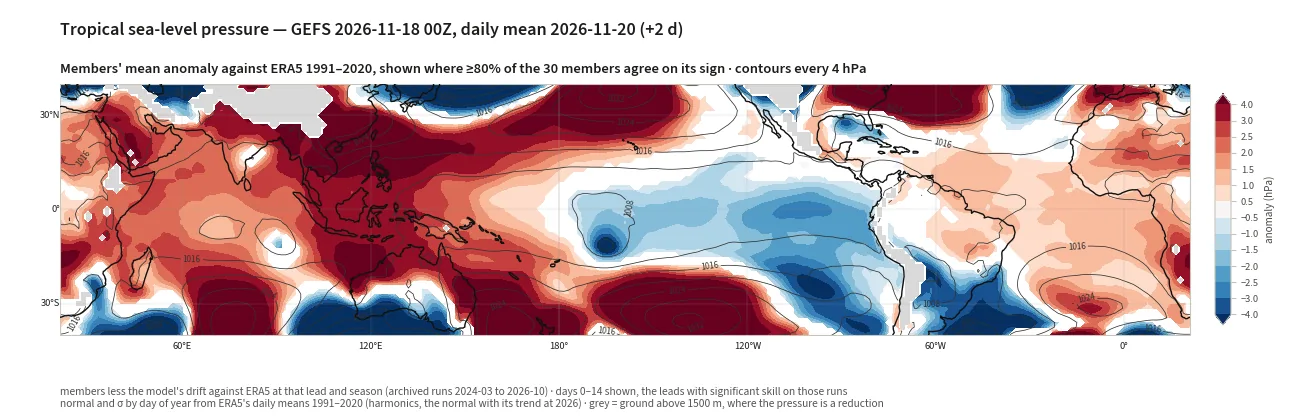 Tropical sea-level pressure — GEFS 2026-11-18 00Z, daily mean 2026-11-20 (+2 d)
Members' mean anomaly against ERA5 1991–2020, shown where ≥80% of the 30 members agree on its sign · contours every 4 hPa
30°N
0°
30°S
60°E
120°E
180°
120°W
60°W
0°
1016
1016
1016
1016
1016
1016
1016
1016
1016
1016
1008
1008
1024
4.0
3.0
2.0
1.5
1.0
0.5
−0.5
−1.0
−1.5
−2.0
−3.0
−4.0
anomaly (hPa)
members less the model's drift against ERA5 at that lead and season (archived runs 2024-03 to 2026-10) · days 0–14 shown, the leads with significant skill on those runs
normal and σ by day of year from ERA5's daily means 1991–2020 (harmonics, the normal with its trend at 2026) · grey = ground above 1500 m, where the pressure is a reduction